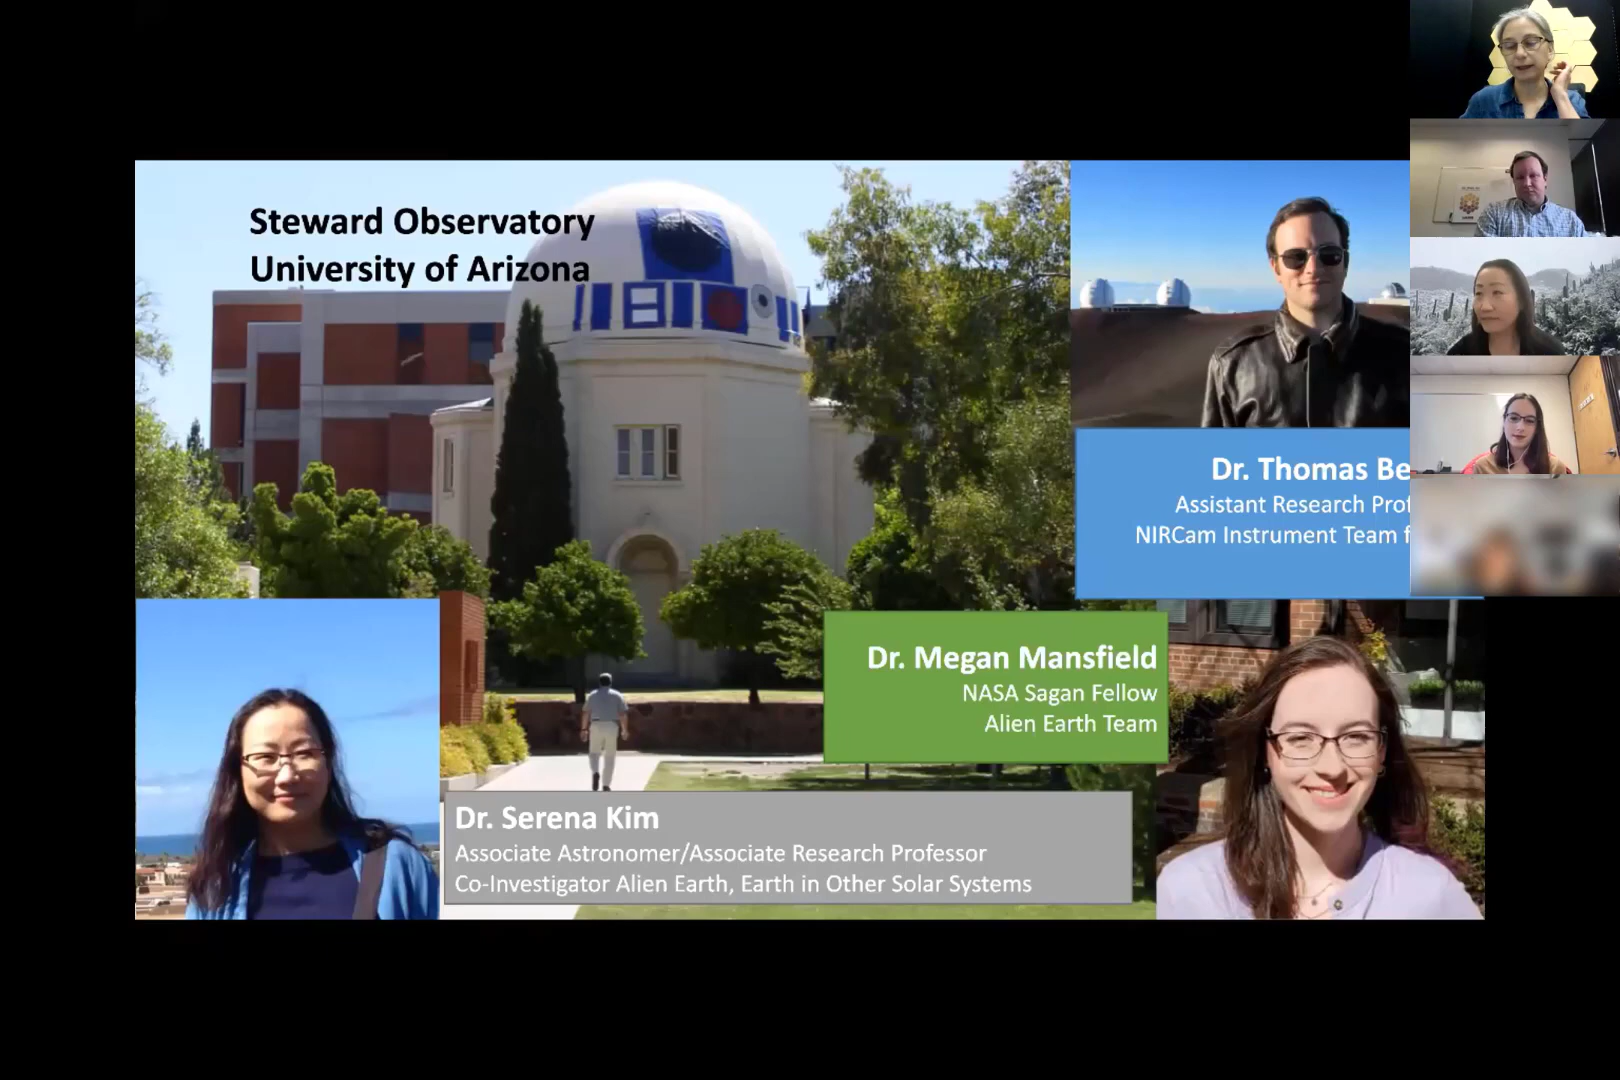 Steward Observatory
University of Arizona
Dr. Thomas
Assistant Research
NIRCam Instrument Team
Dr. Megan Mansfield
NASA Sagan Fellow
Alien Earth Team
Dr. Serena Kim
Associate Astronomer/Associate Research Professor
Co-Investigator Alien Earth, Earth in Other Solar Systems